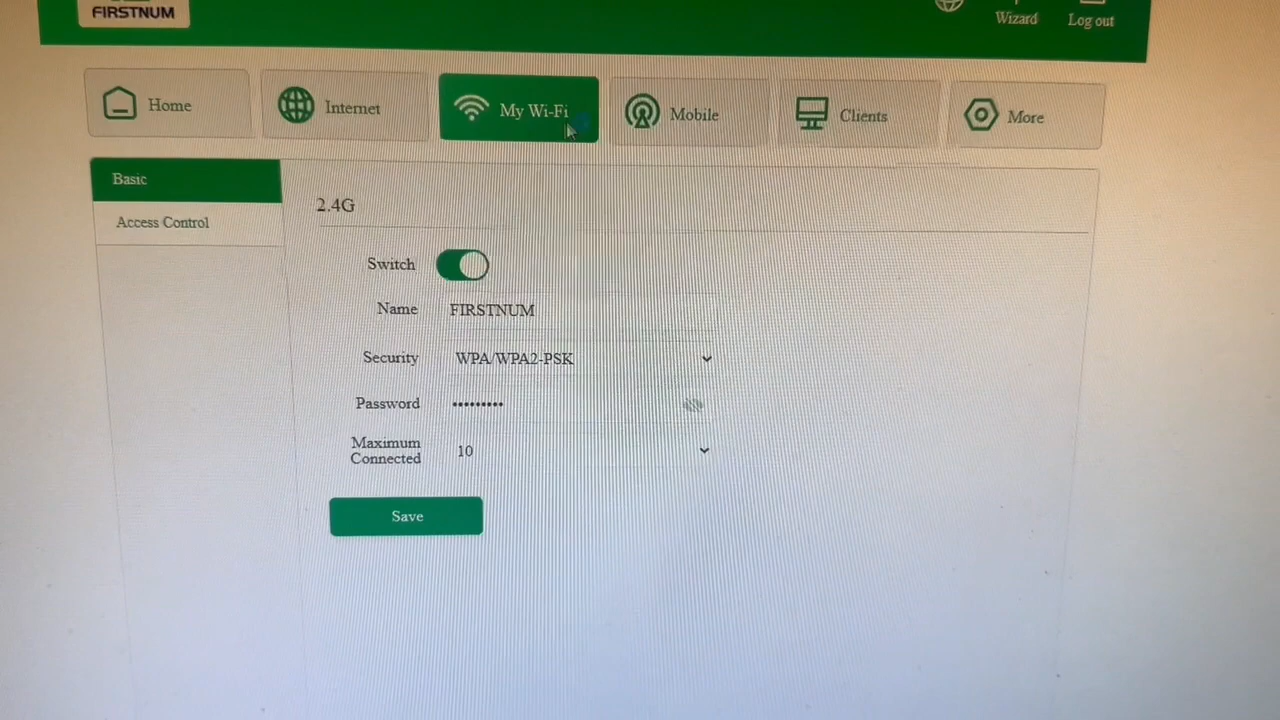 FIRSTNUM
Wizard
Log out
Home
Internet
My Wi-Fi
Mobile
Clients
More
Basic
Access Control
2.4G
Switch
Name
FIRSTNUM
Security
WPA/WPA2-PSK
Password
•••••••••
Maximum
Connected
10
Save